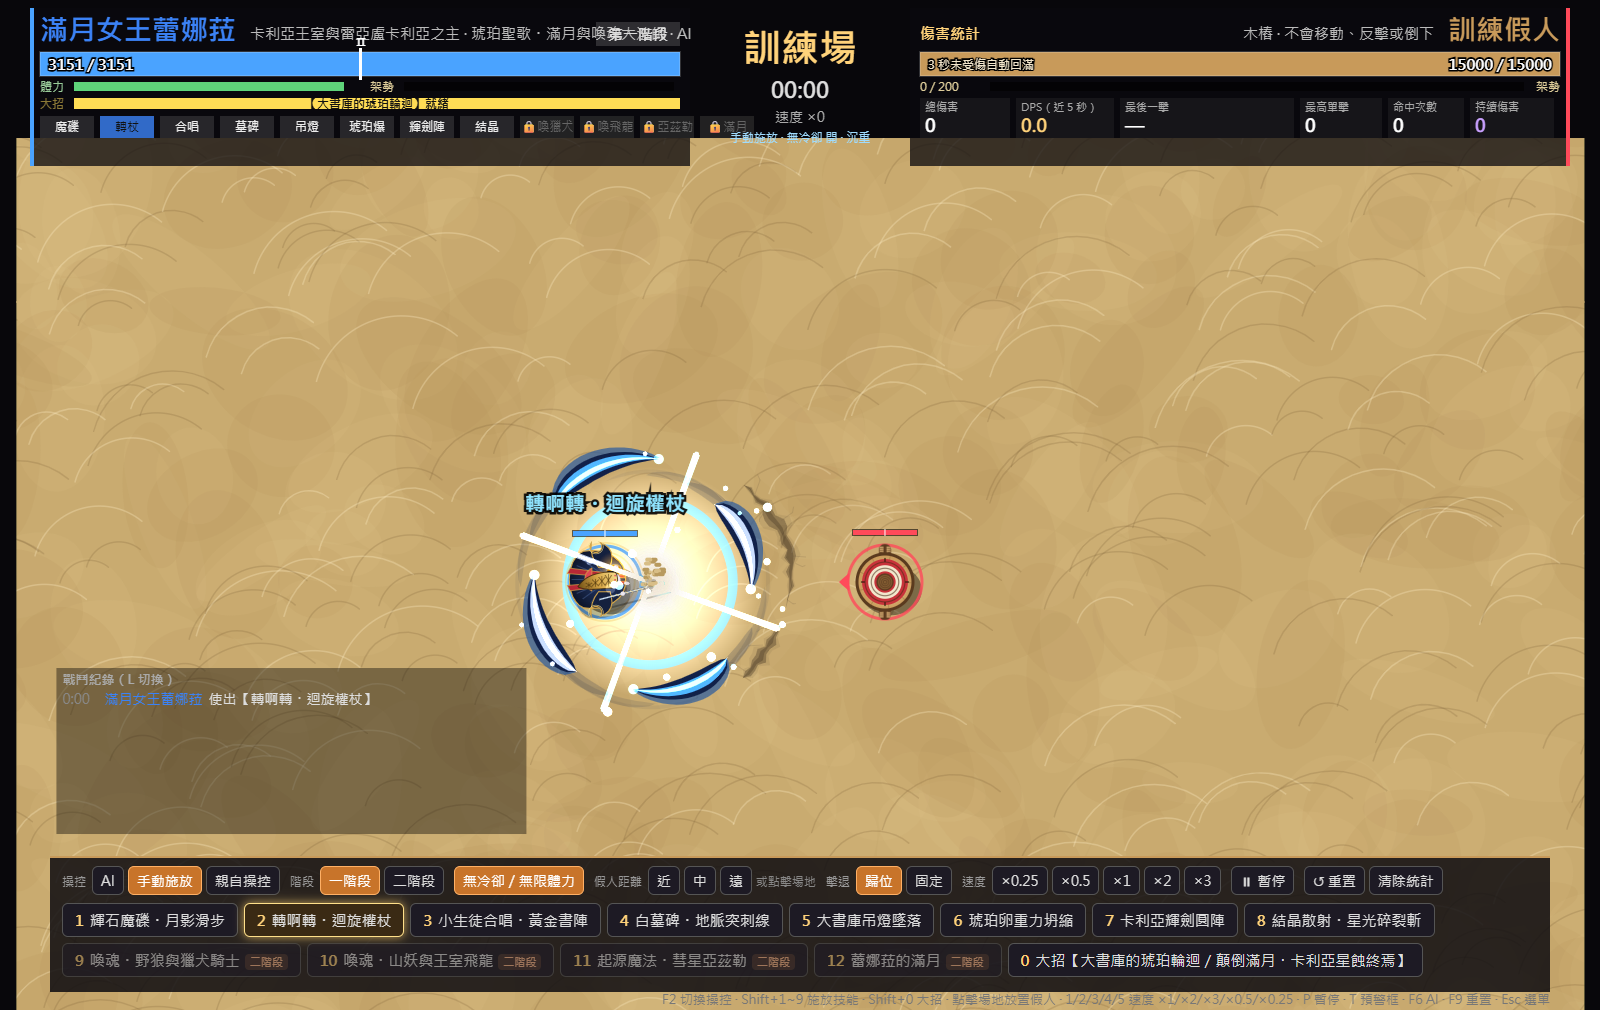 滿月女王蕾娜菈
卡利亞王室與雷亞盧卡利亞之主 · 琥珀聖歌 · 滿月與喚
AI
II
3151 / 3151
體力
架勢
大招
【大書庫的琥珀輪迴】就緒
魔礫
轉杖
合唱
墓碑
吊燈
琥珀爆
輝劍陣
結晶
喚獵犬
喚飛龍
亞茲勒
滿月
訓練場
00:00
速度 ×0
手動施放 · 無冷卻 開 · 沉重
傷害統計
木樁 · 不會移動、反擊或倒下
訓練假人
3 秒未受傷自動回滿
15000 / 15000
0 / 200
架勢
總傷害
0
DPS（近 5 秒）
0.0
最後一擊
—
最高單擊
0
命中次數
0
持續傷害
0
轉啊轉 · 迴旋權杖
戰鬥紀錄（L 切換）
0:00 滿月女王蕾娜菈 使出【轉啊轉 · 迴旋權杖】
操控 AI 手動施放 親自操控 階段 一階段 二階段 無冷卻 / 無限體力 假人距離 近 中 遠 或點擊場地 擊退 歸位 固定 速度 ×0.25 ×0.5 ×1 ×2 ×3 ⏸ 暫停 ↺ 重置 清除統計
1 輝石魔礫 · 月影滑步
2 轉啊轉 · 迴旋權杖
3 小生徒合唱 · 黃金書陣
4 白墓碑 · 地脈突刺線
5 大書庫吊燈墜落
6 琥珀卵重力坍縮
7 卡利亞輝劍圓陣
8 結晶散射 · 星光碎裂斬
9 喚魂 · 野狼與獵犬騎士 二階段
10 喚魂 · 山妖與王室飛龍 二階段
11 起源魔法 · 彗星亞茲勒 二階段
12 蕾娜菈的滿月 二階段
0 大招【大書庫的琥珀輪迴 / 顛倒滿月 · 卡利亞星蝕終焉】
F2 切換操控 · Shift+1~9 施放技能 · Shift+0 大招 · 點擊場地放置假人 · 1/2/3/4/5 速度 ×1/×2/×3/×0.5/×0.25 · P 暫停 · T 預警框 · F6 AI · F9 重置 · Esc 選單